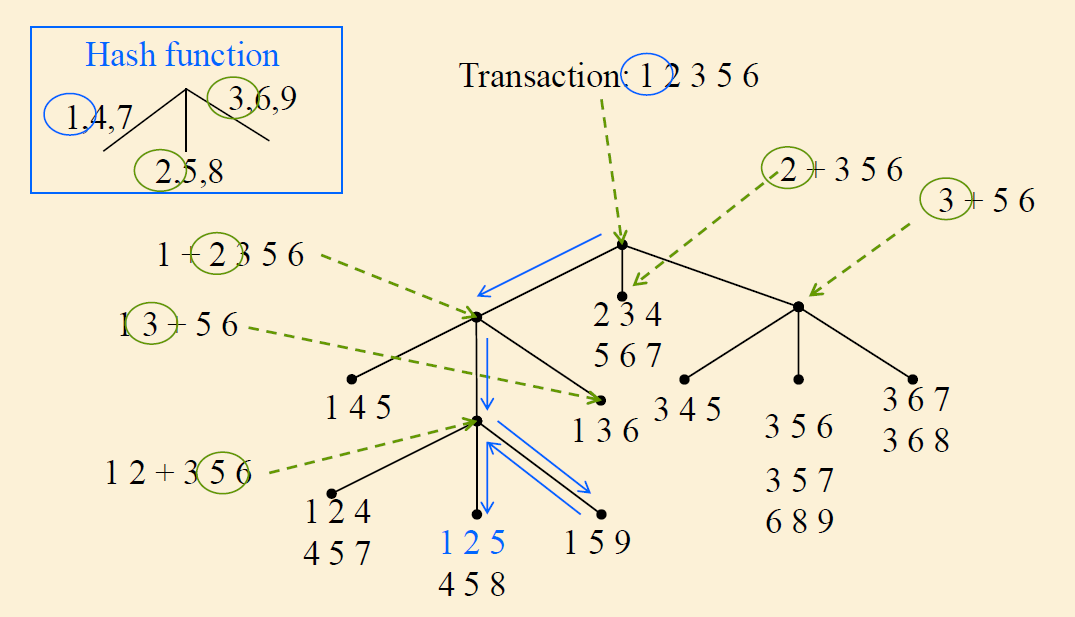 Hash function
1,4,7
3,6,9
2,5,8
Transaction: 1 2 3 5 6
2 + 3 5 6
3 + 5 6
1 + 2 3 5 6
1 3 + 5 6
1 2 + 3 5 6
2 3 4
5 6 7
1 4 5
1 3 6
3 4 5
3 5 6
3 5 7
6 8 9
3 6 7
3 6 8
1 2 4
4 5 7
1 2 5
4 5 8
1 5 9